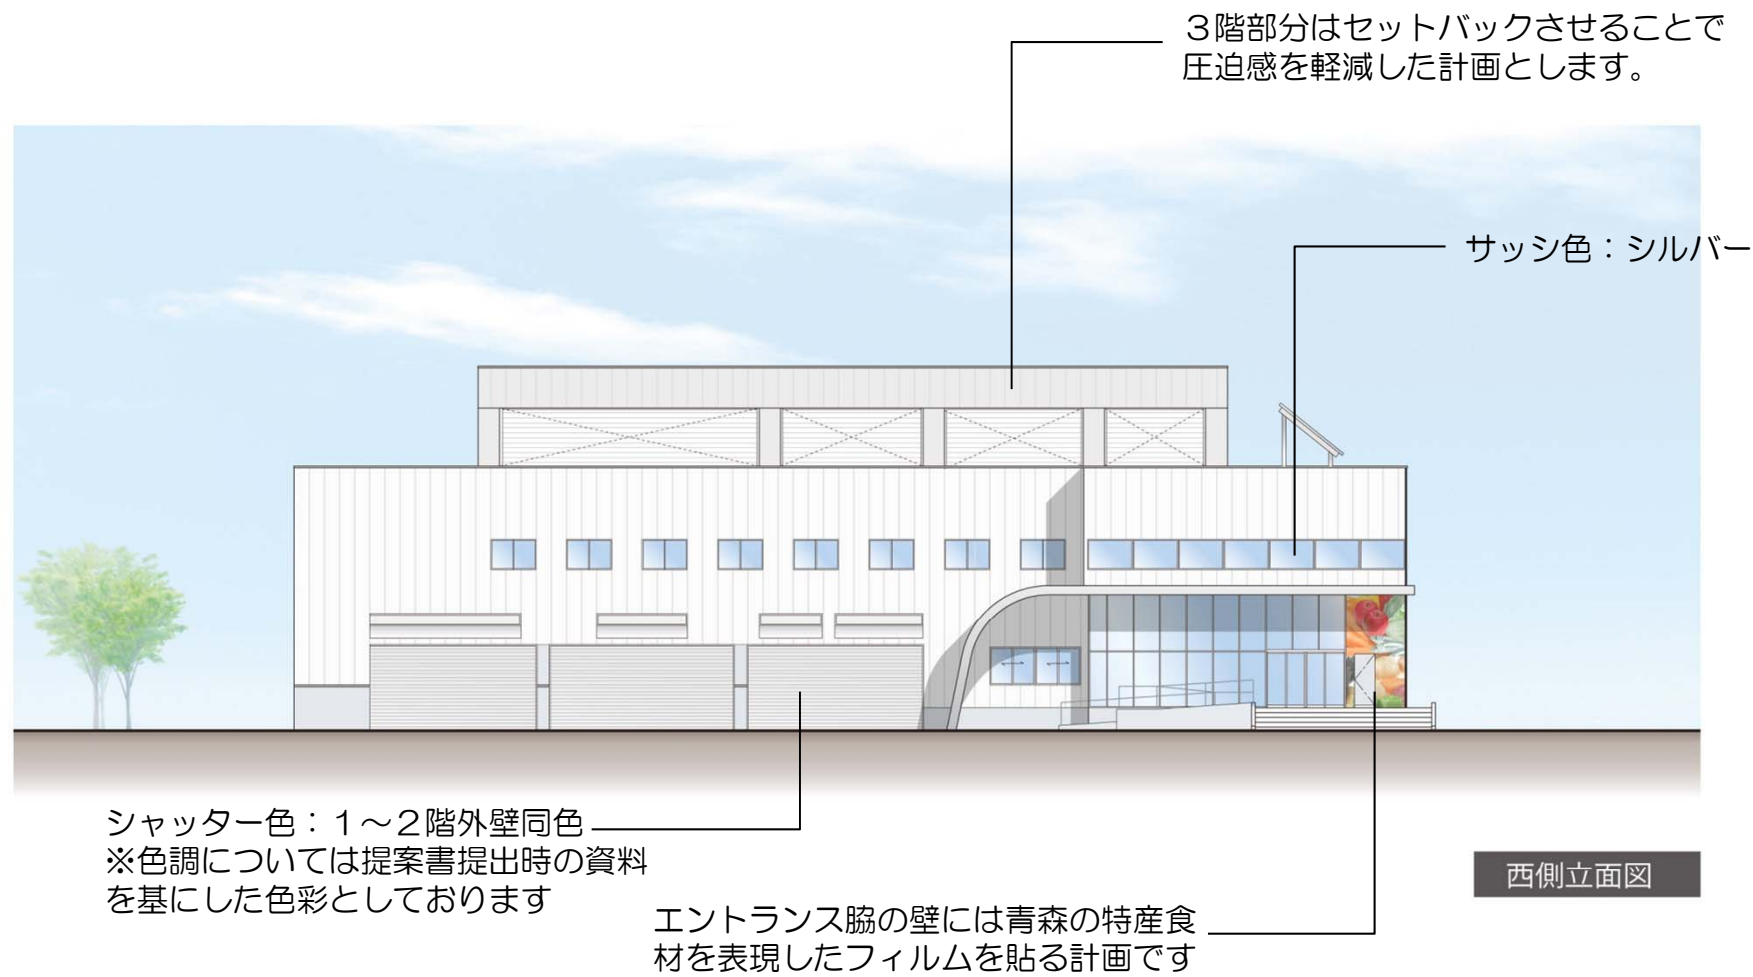 ３階部分はセットバックさせることで
圧迫感を軽減した計画とします。
サッシ色：シルバー
シャッター色：１～２階外壁同色
※色調については提案書提出時の資料
を基にした色彩としております
西側立面図
エントランス脇の壁には青森の特産食
材を表現したフィルムを貼る計画です